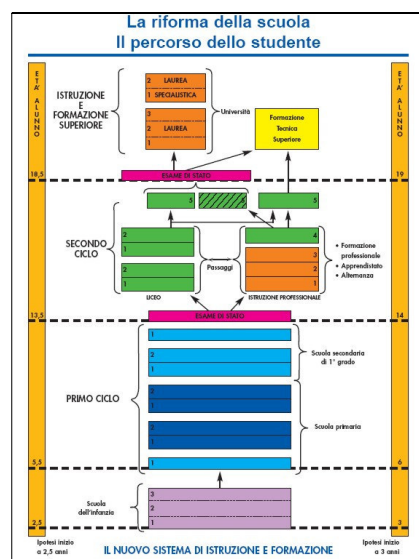 La riforma della scuola
Il percorso dello studente
ETA' ALUNNO
ETA' ALUNNO
ISTRUZIONE
E
FORMAZIONE
SUPERIORE
2 LAUREA
1 SPECIALISTICA
3
2 LAUREA
1
Università
Formazione
Tecnica
Superiore
ESAME DI STATO
18,5
19
5
5
SECONDO
CICLO
2
1
2
1
LICEO
Passaggi
4
3
2
1
ISTRUZIONE PROFESSIONALE
• Formazione
professionale
• Apprendistato
• Alternanza
ESAME DI STATO
13,5
14
PRIMO CICLO
1
2
1
Scuola secondaria
di 1° grado
2
1
2
1
1
Scuola primaria
5,5
6
Scuola
dell'infanzia
3
2
1
2,5
3
Ipotesi inizio
a 2,5 anni
IL NUOVO SISTEMA DI ISTRUZIONE E FORMAZIONE
Ipotesi inizio
a 3 anni